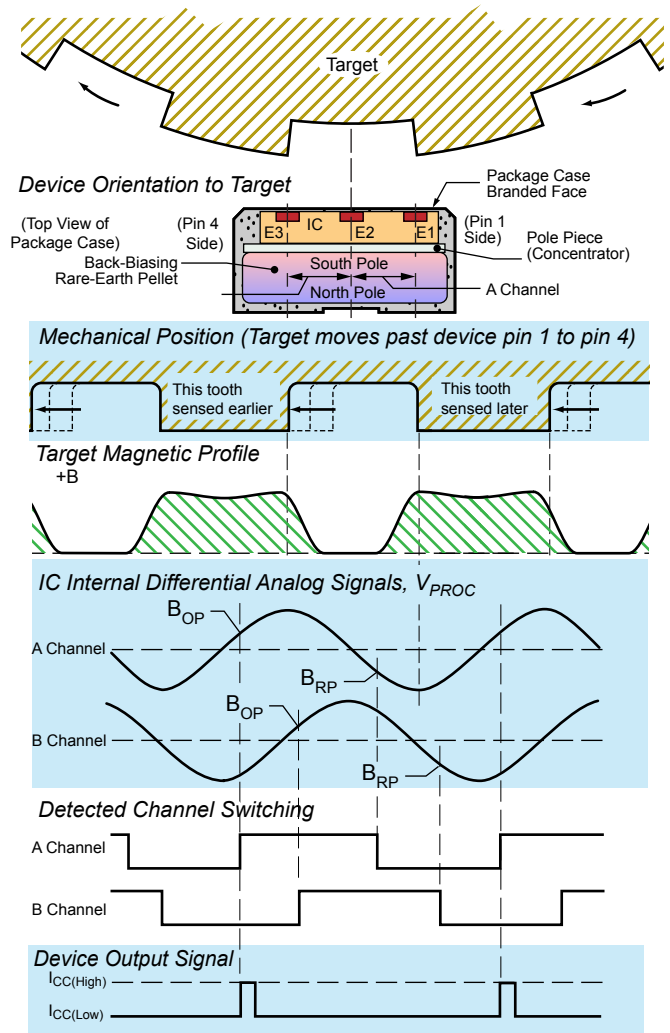 Target
Device Orientation to Target
Package Case
Branded Face
(Top View of
Package Case)
(Pin 4
Side)
E3
IC
E2
E1
(Pin 1
Side)
Pole Piece
(Concentrator)
Back-Biasing
Rare-Earth Pellet
South Pole
North Pole
A Channel
Mechanical Position (Target moves past device pin 1 to pin 4)
This tooth
sensed earlier
This tooth
sensed later
Target Magnetic Profile
+B
IC Internal Differential Analog Signals, VPROC
BOP
A Channel
BRP
BOP
B Channel
BRP
Detected Channel Switching
A Channel
B Channel
Device Output Signal
ICC(High)
ICC(Low)